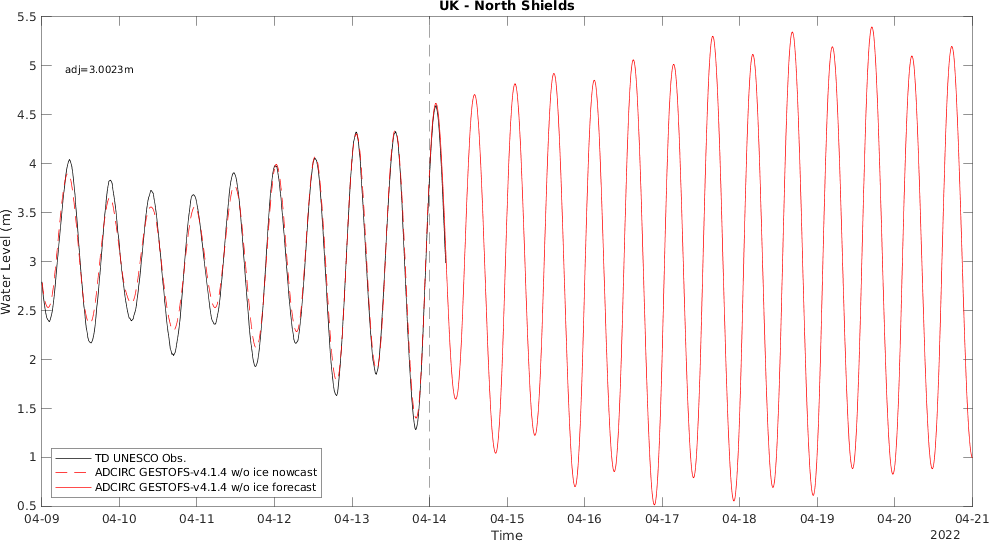 UK - North Shields
5.5
5
4.5
4
3.5
3
2.5
2
1.5
1
0.5
Water Level (m)
adj=3.0023m
TD UNESCO Obs.
ADCIRC GESTOFS-v4.1.4 w/o ice nowcast
ADCIRC GESTOFS-v4.1.4 w/o ice forecast
04-09 04-10 04-11 04-12 04-13 04-14 04-15 04-16 04-17 04-18 04-19 04-20 04-21
Time
2022